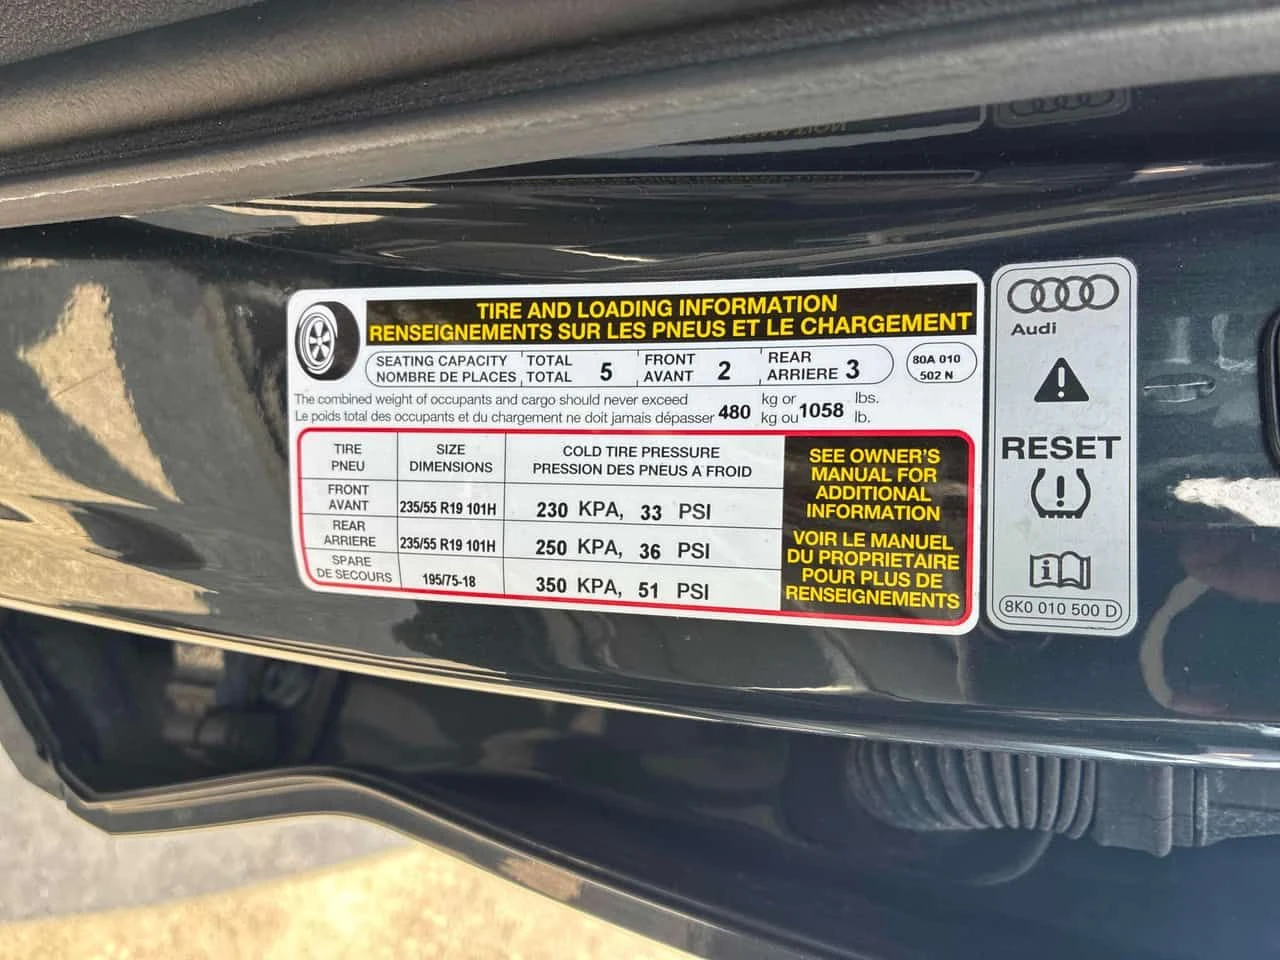 TIRE AND LOADING INFORMATION
RENSEIGNEMENTS SUR LES PNEUS ET LE CHARGEMENT
SEATING CAPACITY TOTAL 5 FRONT 2 REAR 3
NOMBRE DE PLACES TOTAL AVANT ARRIERE
80A 010
502 N
The combined weight of occupants and cargo should never exceed 480 kg or 1058 lbs.
Le poids total des occupants et du chargement ne doit jamais dépasser kg ou lb.
TIRE SIZE COLD TIRE PRESSURE
PNEU DIMENSIONS PRESSION DES PNEUS A FROID
FRONT
AVANT 235/55 R19 101H 230 KPA, 33 PSI
REAR
ARRIERE 235/55 R19 101H 250 KPA, 36 PSI
SPARE
DE SECOURS 195/75-18 350 KPA, 51 PSI
SEE OWNER'S
MANUAL FOR
ADDITIONAL
INFORMATION
VOIR LE MANUEL
DU PROPRIETAIRE
POUR PLUS DE
RENSEIGNEMENTS
Audi
RESET
8K0 010 500 D